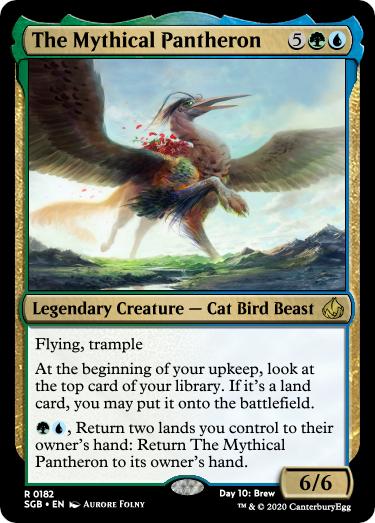 The Mythical Pantheron 5
Legendary Creature — Cat Bird Beast
Flying, trample
At the beginning of your upkeep, look at
the top card of your library. If it's a land
card, you may put it onto the battlefield.
, Return two lands you control to their
owner's hand: Return The Mythical
Pantheron to its owner's hand.
6/6
R 0182
SGB • EN Aurore Folny
Day 10: Brew
™ & © 2020 CanterburyEgg